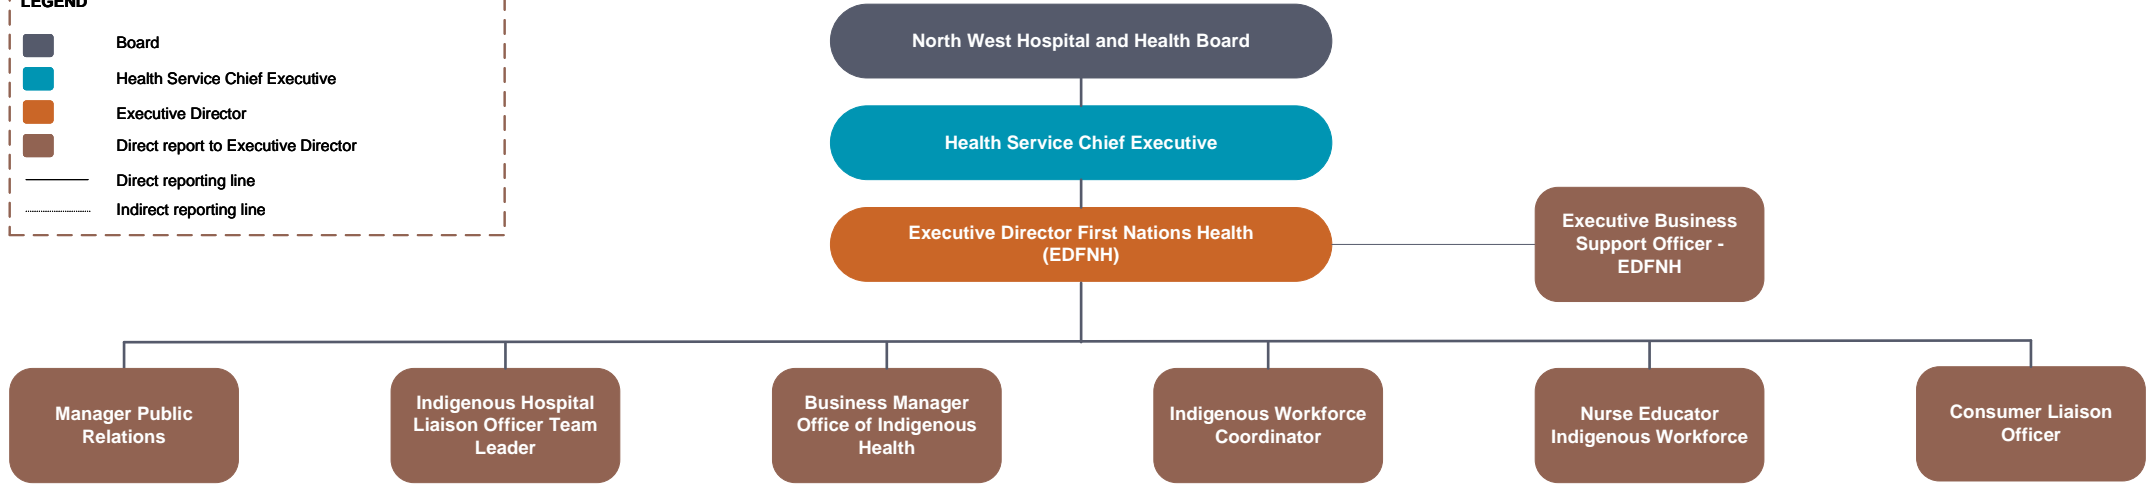 LEGEND
Board
Health Service Chief Executive
Executive Director
Direct report to Executive Director
Direct reporting line
Indirect reporting line
North West Hospital and Health Board
Health Service Chief Executive
Executive Director First Nations Health
(EDFNH)
Executive Business
Support Officer -
EDFNH
Manager Public
Relations
Indigenous Hospital
Liaison Officer Team
Leader
Business Manager
Office of Indigenous
Health
Indigenous Workforce
Coordinator
Nurse Educator
Indigenous Workforce
Consumer Liaison
Officer